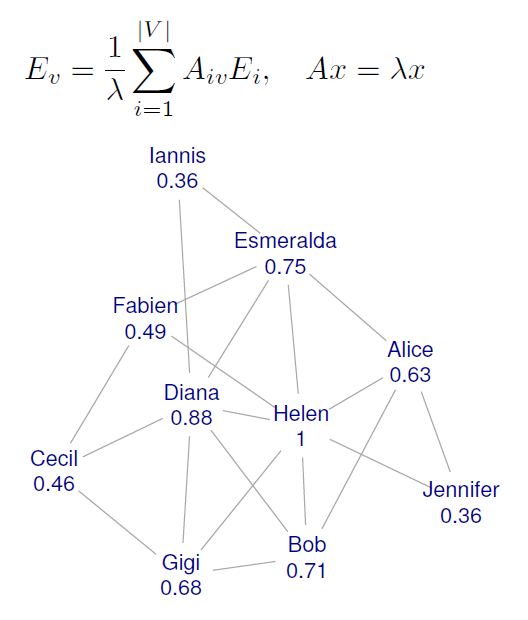 E_v = \frac{1}{\lambda} \sum_{i=1}^{|V|} A_{iv} E_i, \quad Ax = \lambda x
Iannis
0.36
Esmeralda
0.75
Fabien
0.49
Alice
0.63
Diana
0.88
Helen
1
Cecil
0.46
Jennifer
0.36
Bob
0.71
Gigi
0.68